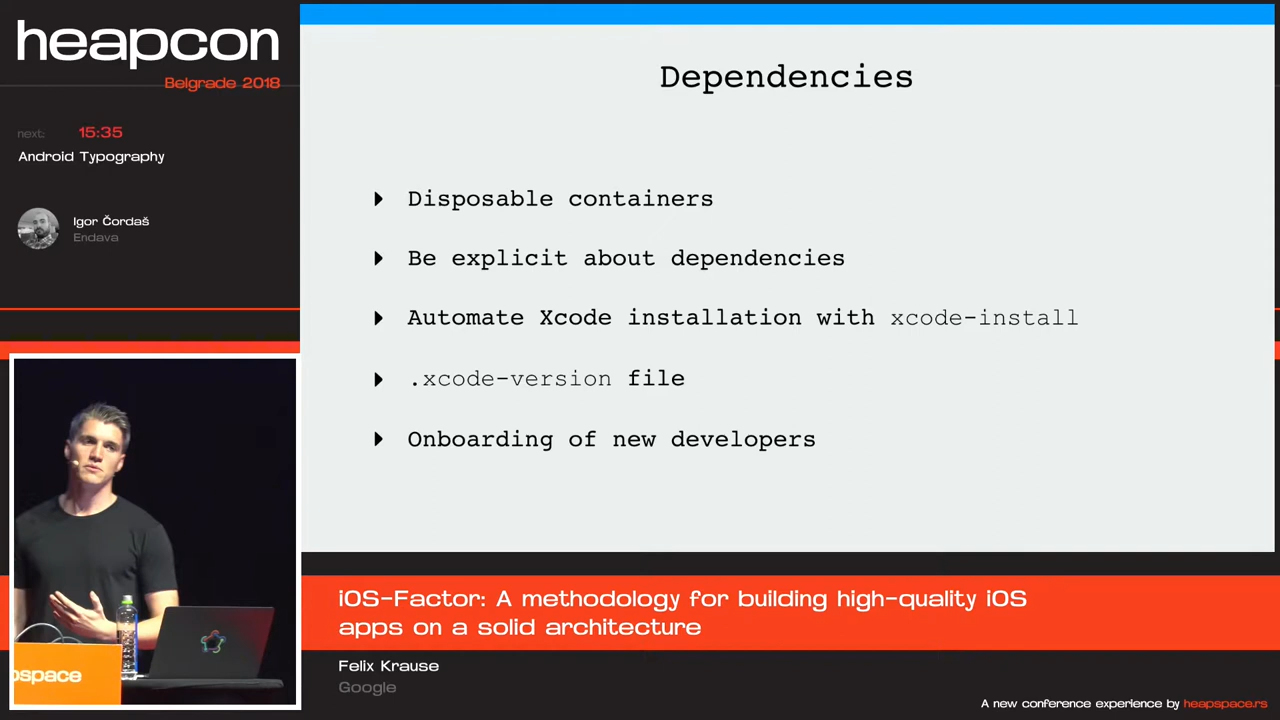 heapcon
Belgrade 2018
next: 15:35
Android Typography
Igor Čordaš
Endava
Dependencies
Disposable containers
Be explicit about dependencies
Automate Xcode installation with xcode-install
.xcode-version file
Onboarding of new developers
pspace
iOS-Factor: A methodology for building high-quality iOS
apps on a solid architecture
Felix Krause
Google
A new conference experience by heapspace.rs